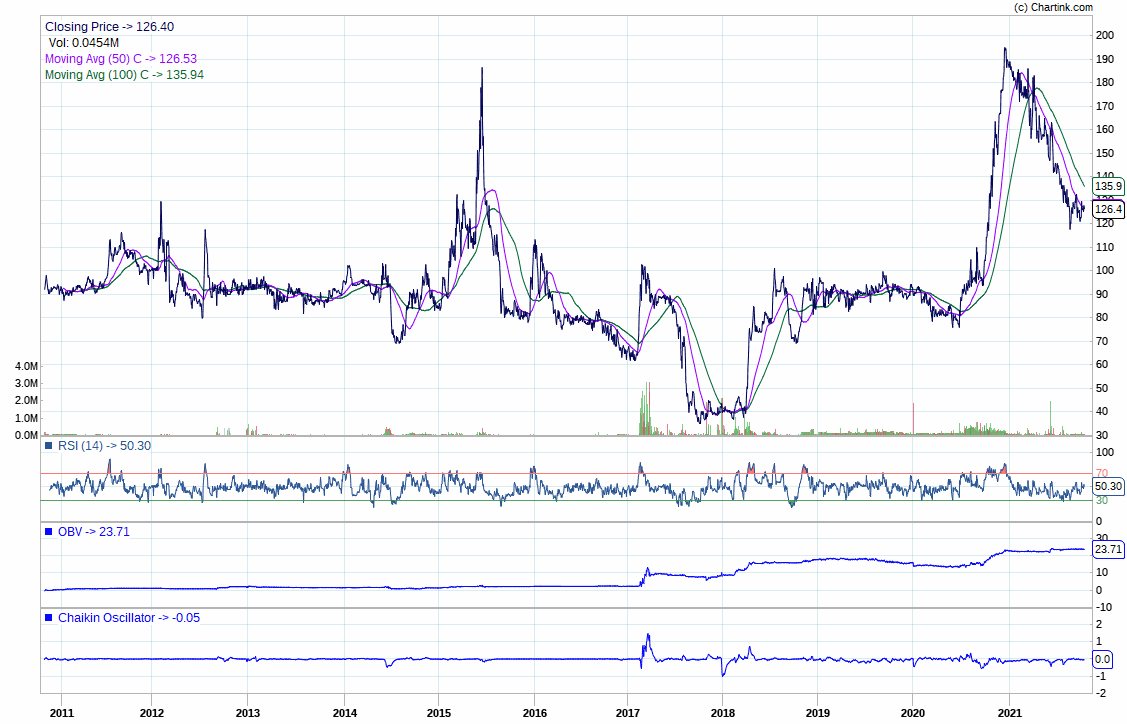 (c) Chartink.com
Closing Price -> 126.40
Vol: 0.0454M
Moving Avg (50) C -> 126.53
Moving Avg (100) C -> 135.94
200
190
180
170
160
150
140
135.9
126.4
120
110
100
90
80
70
60
50
40
30
4.0M
3.0M
2.0M
1.0M
0.0M
RSI (14) -> 50.30
100
70
50.30
30
0
OBV -> 23.71
30
23.71
10
0
-10
Chaikin Oscillator -> -0.05
2
1
0.0
-1
-2
2011 2012 2013 2014 2015 2016 2017 2018 2019 2020 2021